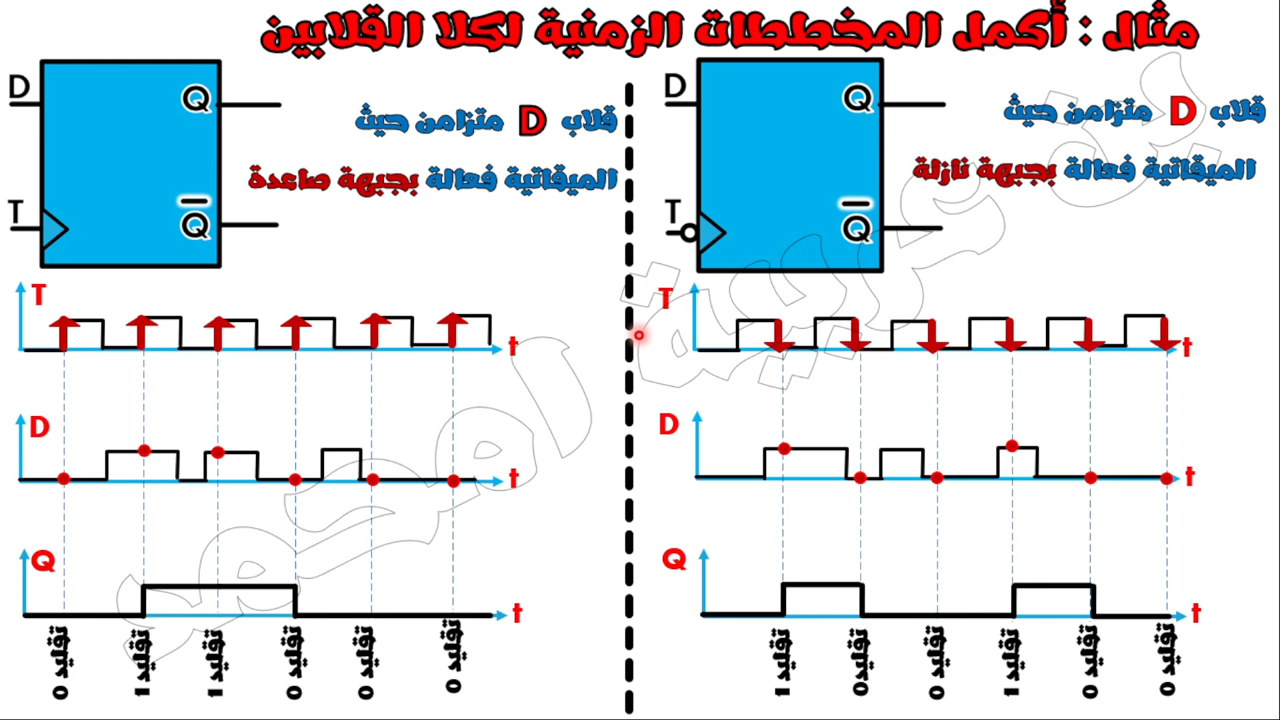 مثال : أكمل المخططات الزمنية لكلا القلابين
قلاب D متزامن حيث
الميقاتية فعالة بجبهة نازلة
D
Q
T
Q̅
T
t
D
t
Q
t
تقليد 1
تقليد 0
تقليد 0
تقليد 1
تقليد 0
تقليد 0
قلاب D متزامن حيث
الميقاتية فعالة بجبهة صاعدة
D
Q
T
Q̅
T
t
D
t
Q
t
تقليد 0
تقليد 1
تقليد 1
تقليد 0
تقليد 0
تقليد 0